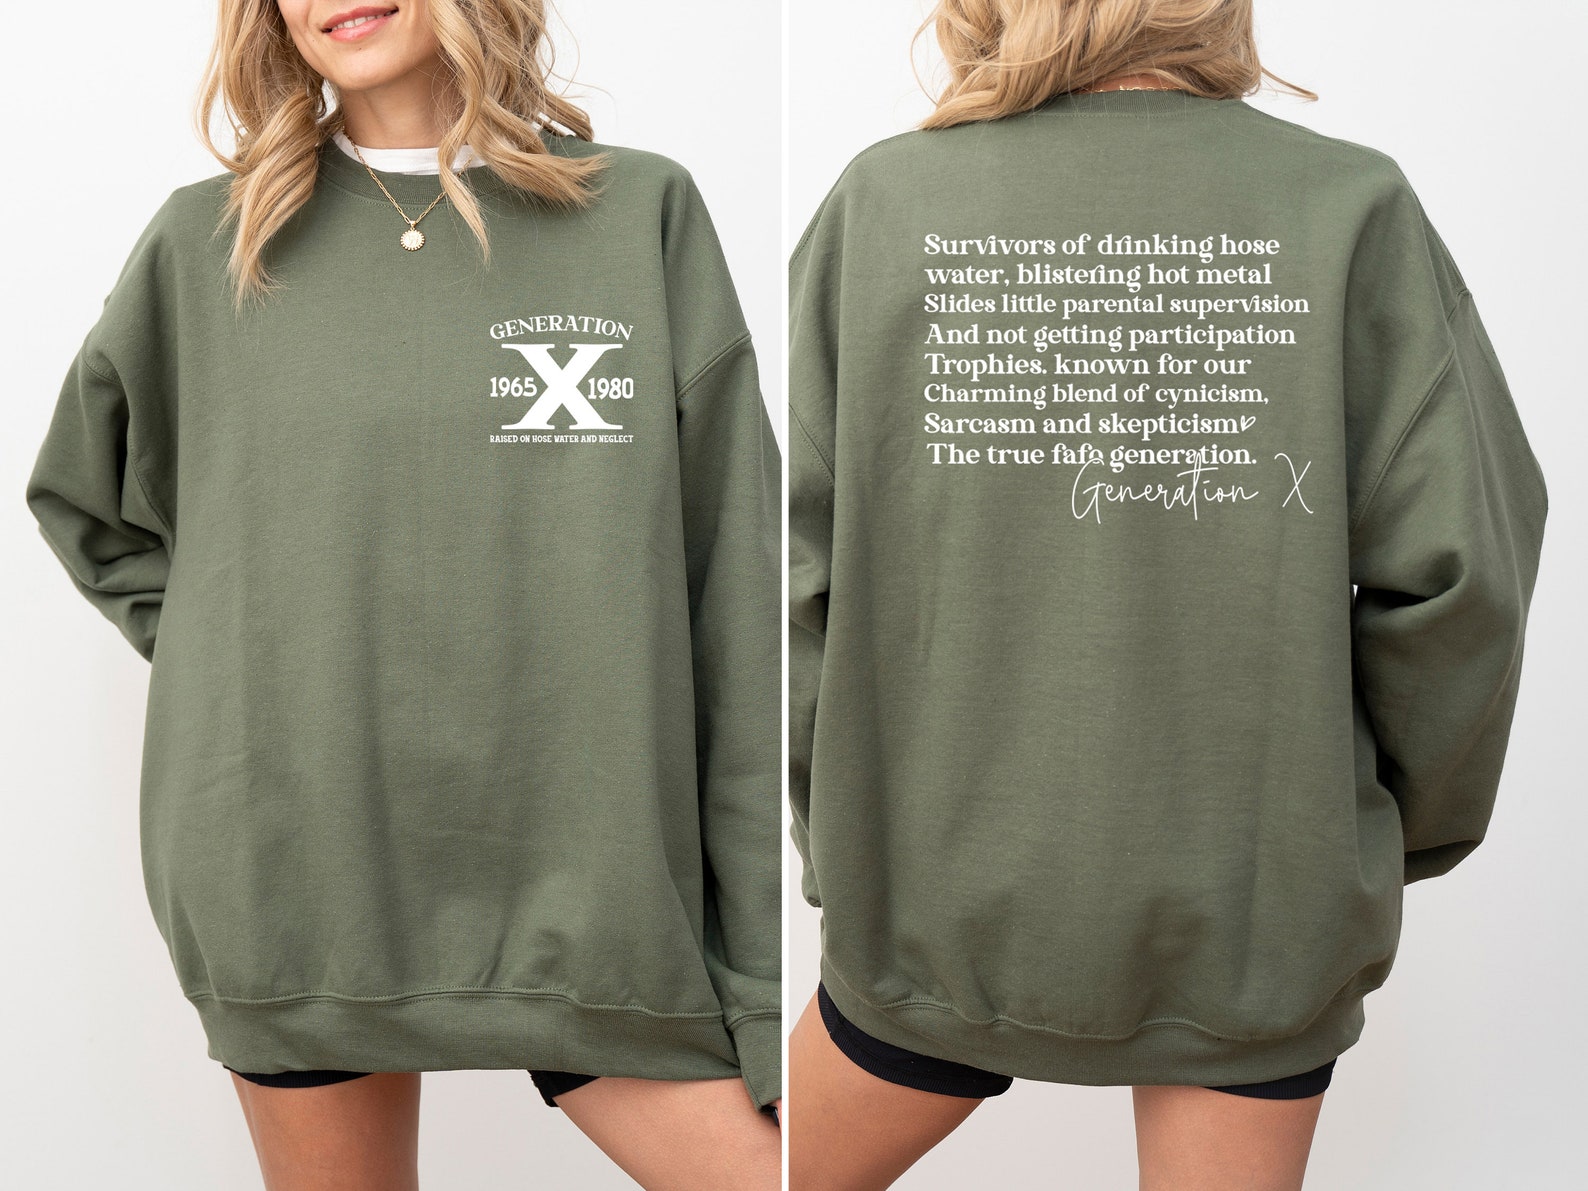 GENERATION
1965 X 1980
RAISED ON HOSE WATER AND NEGLECT
Survivors of drinking hose
water, blistering hot metal
Slides little parental supervision
And not getting participation
Trophies. known for our
Charming blend of cynicism,
Sarcasm and skepticism
The true fafo generation.
Generation X